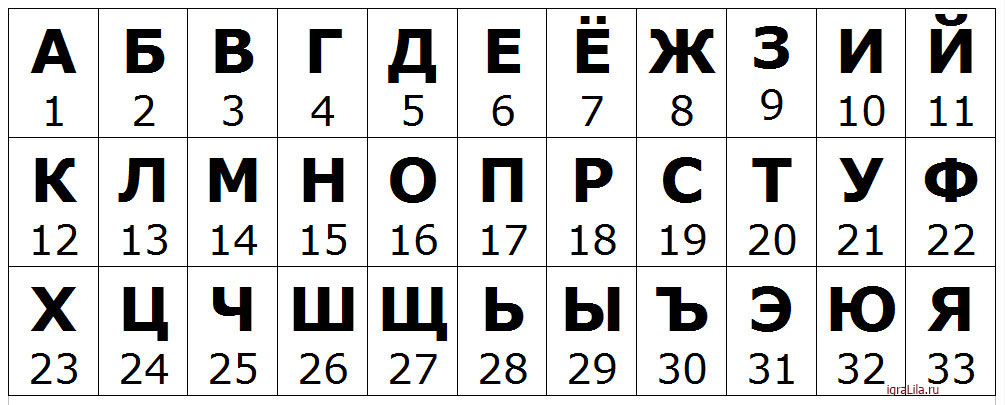 А Б В Г Д Е Ё Ж З И Й
1 2 3 4 5 6 7 8 9 10 11
К Л М Н О П Р С Т У Ф
12 13 14 15 16 17 18 19 20 21 22
Х Ц Ч Ш Щ Ь Ы Ъ Э Ю Я
23 24 25 26 27 28 29 30 31 32 33
igraLila.ru